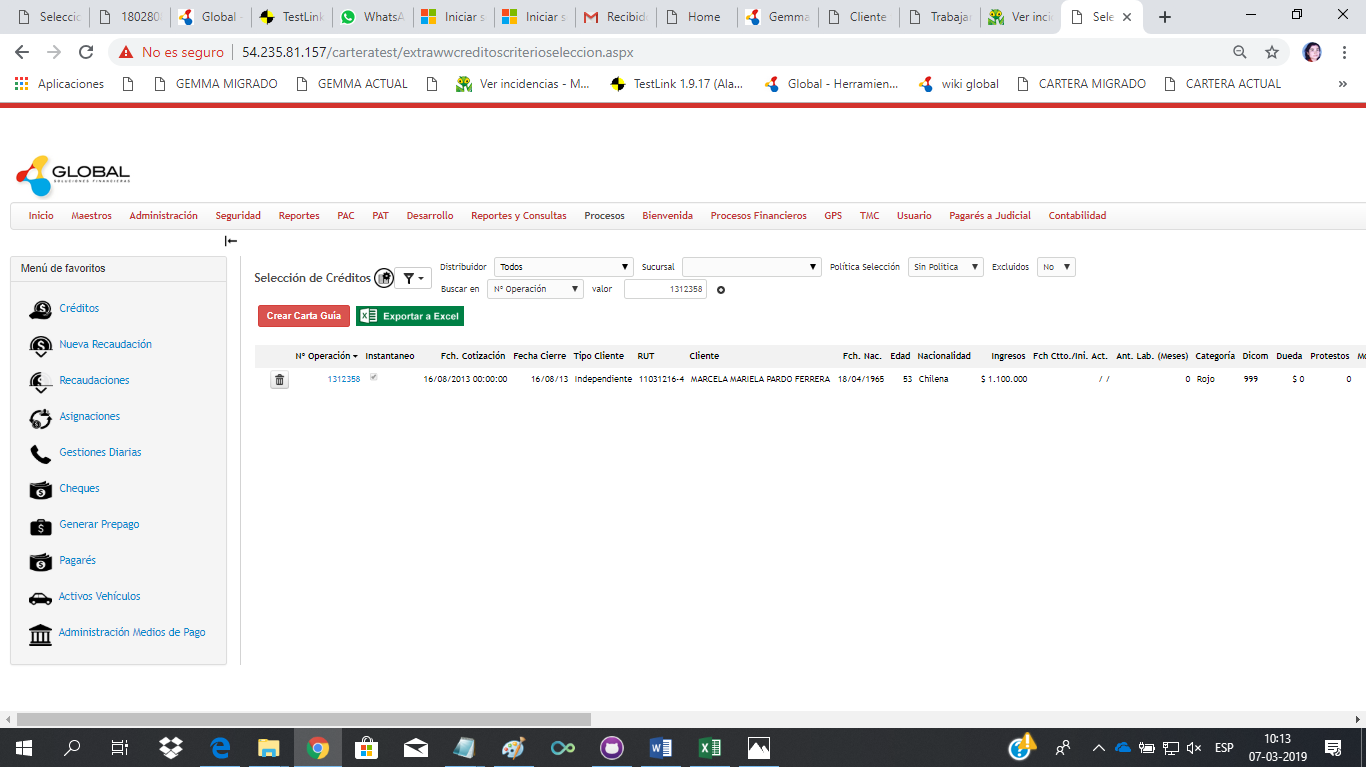 Selecci
180280
Global -
TestLink
WhatsA
Iniciar s
Iniciar s
Recibid
Home
Gemma
Cliente
Trabajar
Ver inci
Sele
No es seguro
54.235.81.157/carteratest/extrawwcreditoscriterioseleccion.aspx
Aplicaciones
GEMMA MIGRADO
GEMMA ACTUAL
Ver incidencias - M...
TestLink 1.9.17 (Ala...
Global - Herramien...
wiki global
CARTERA MIGRADO
CARTERA ACTUAL
GLOBAL
SOLUCIONES FINANCIERAS
Inicio Maestros Administración Seguridad Reportes PAC PAT Desarrollo Reportes y Consultas Procesos Bienvenida Procesos Financieros GPS TMC Usuario Pagarés a Judicial Contabilidad
Menú de favoritos
Créditos
Nueva Recaudación
Recaudaciones
Asignaciones
Gestiones Diarias
Cheques
Generar Prepago
Pagarés
Activos Vehículos
Administración Medios de Pago
Selección de Créditos
Distribuidor Todos Sucursal Política Selección Sin Politica Excluidos No
Buscar en Nº Operación valor 1312358
Crear Carta Guía Exportar a Excel
Nº Operación Instantaneo Fch. Cotización Fecha Cierre Tipo Cliente RUT Cliente Fch. Nac. Edad Nacionalidad Ingresos Fch Ctto./Ini. Act. Ant. Lab. (Meses) Categoría Dicom Dueda Protestos Mo
1312358 16/08/2013 00:00:00 16/08/13 Independiente 11031216-4 MARCELA MARIELA PARDO FERRERA 18/04/1965 53 Chilena $ 1.100.000 / / 0 Rojo 999 $ 0 0
ESP
10:13
07-03-2019